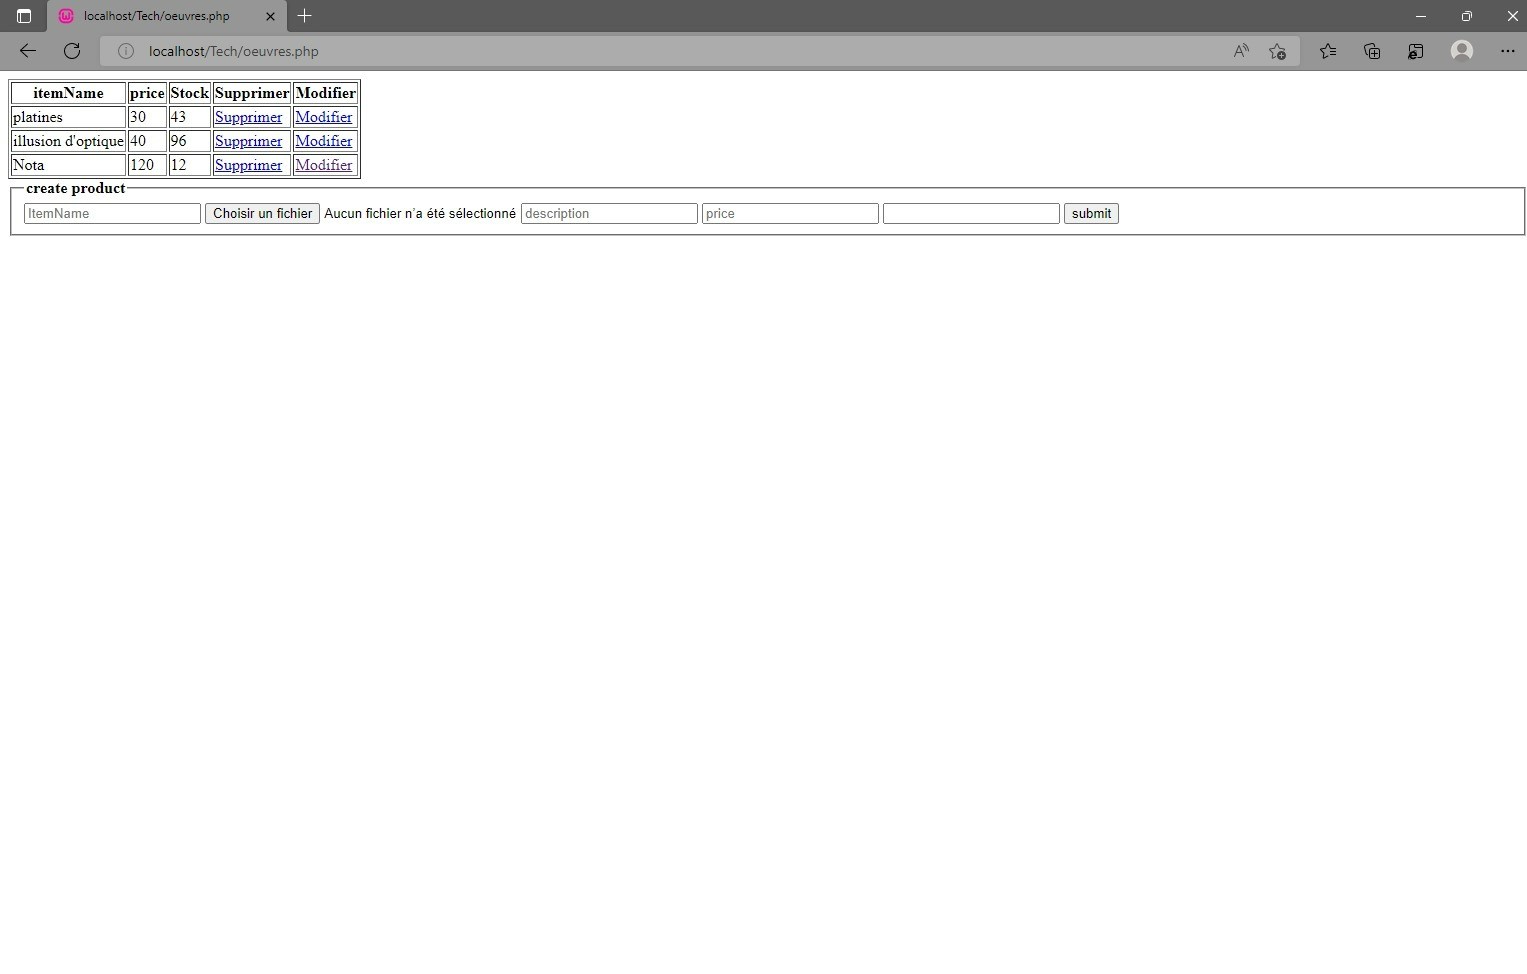 localhost/Tech/oeuvres.php
localhost/Tech/oeuvres.php
itemName price Stock Supprimer Modifier
platines 30 43 Supprimer Modifier
illusion d'optique 40 96 Supprimer Modifier
Nota 120 12 Supprimer Modifier
create product
ItemName Choisir un fichier Aucun fichier n'a été sélectionné description price submit